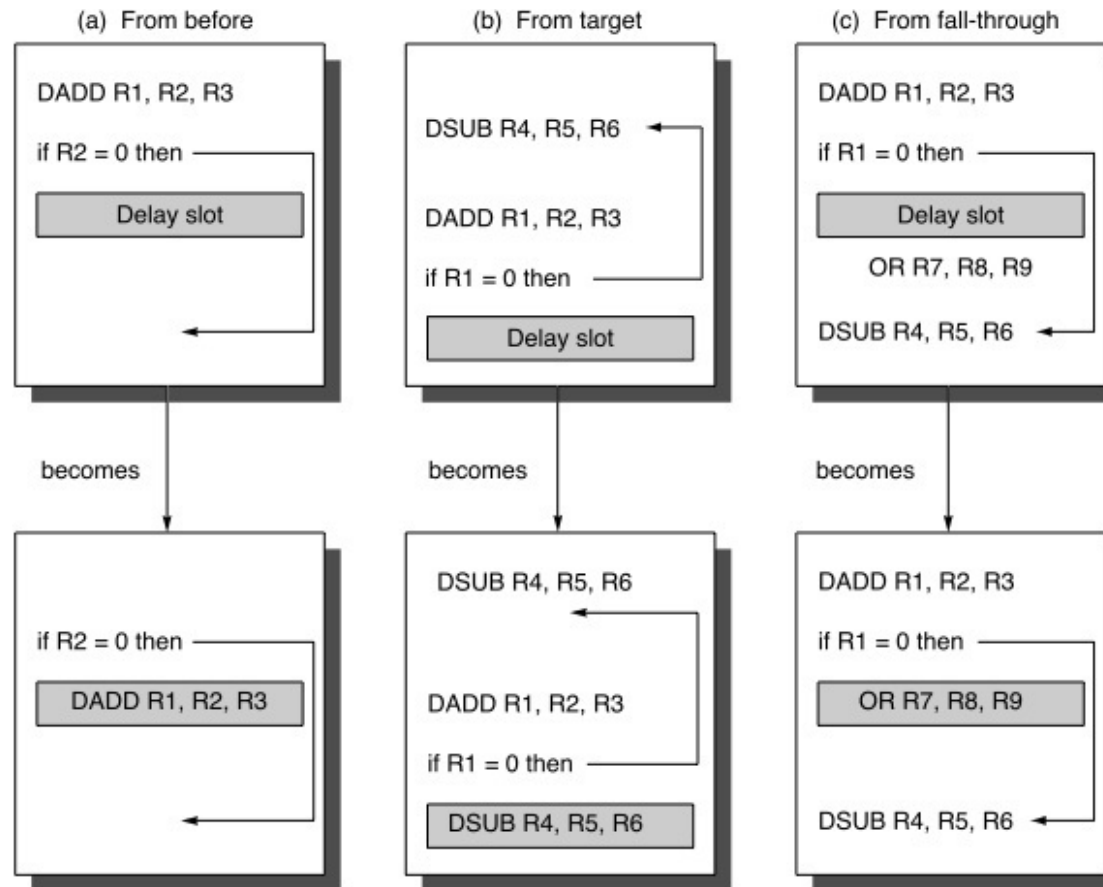 (a) From before
DADD R1, R2, R3
if R2 = 0 then
Delay slot
becomes
if R2 = 0 then
DADD R1, R2, R3
(b) From target
DSUB R4, R5, R6
DADD R1, R2, R3
if R1 = 0 then
Delay slot
becomes
DSUB R4, R5, R6
DADD R1, R2, R3
if R1 = 0 then
DSUB R4, R5, R6
(c) From fall-through
DADD R1, R2, R3
if R1 = 0 then
Delay slot
OR R7, R8, R9
DSUB R4, R5, R6
becomes
DADD R1, R2, R3
if R1 = 0 then
OR R7, R8, R9
DSUB R4, R5, R6